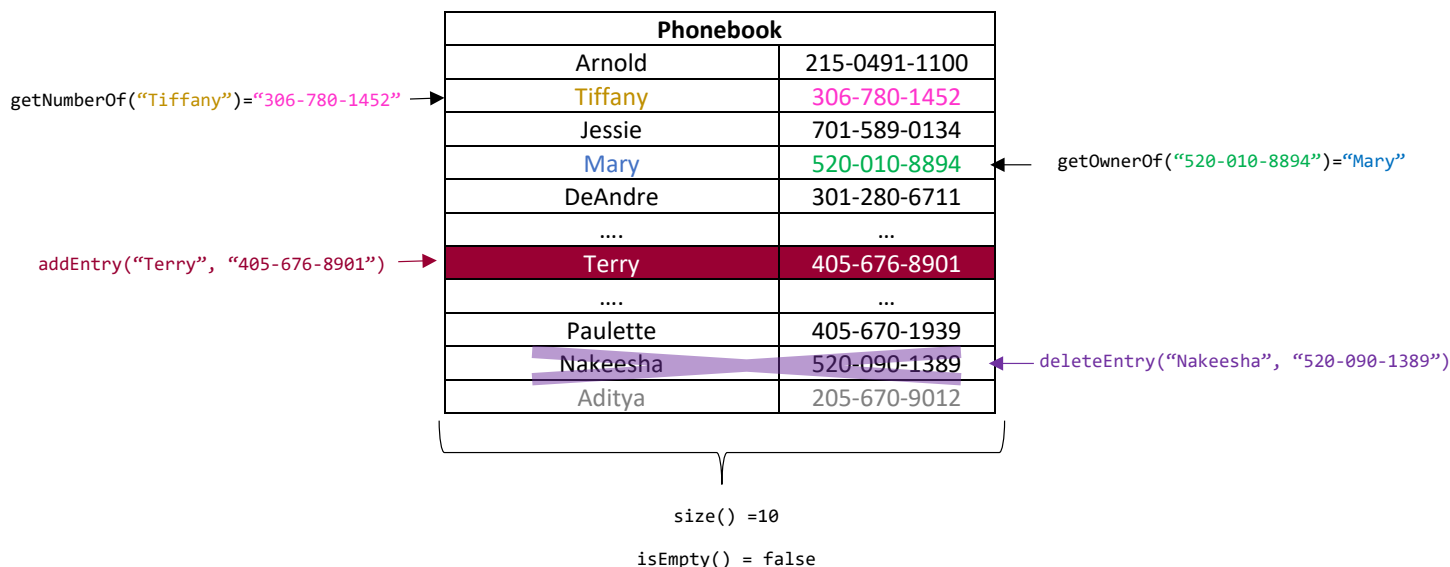 Phonebook
Arnold 215-0491-1100
getNumberOf(“Tiffany”)=“306-780-1452” Tiffany 306-780-1452
Jessie 701-589-0134
Mary 520-010-8894 getOwnerOf(“520-010-8894”)=“Mary”
DeAndre 301-280-6711
…. …
addEntry(“Terry”, “405-676-8901”) Terry 405-676-8901
…. …
Paulette 405-670-1939
Nakeesha 520-090-1389 deleteEntry(“Nakeesha”, “520-090-1389”)
Aditya 205-670-9012
size() =10
isEmpty() = false